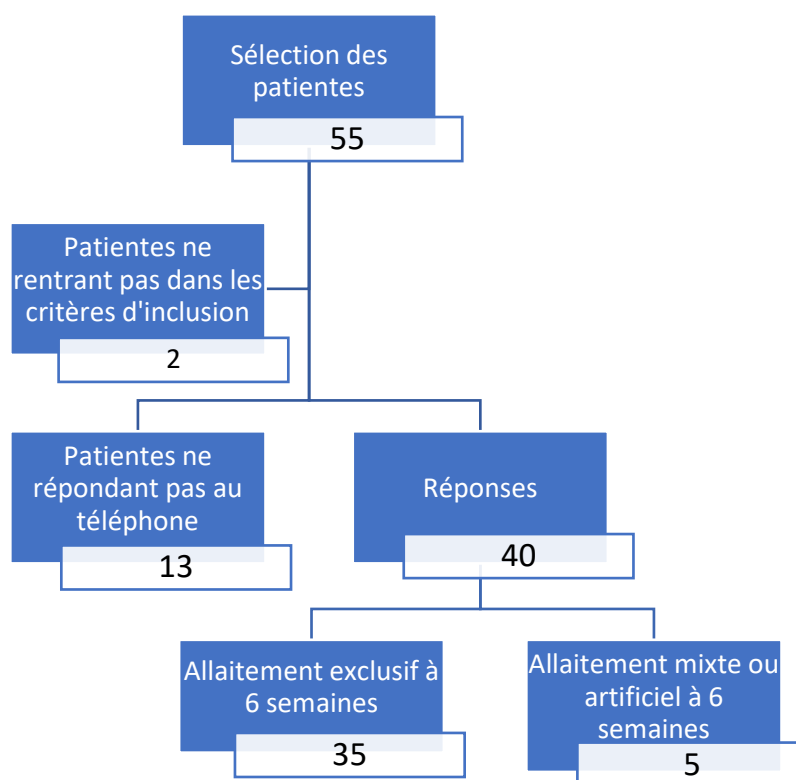 Sélection des
patientes
55
Patientes ne
rentrant pas dans les
critères d'inclusion
2
Patientes ne
répondant pas au
téléphone
13
Réponses
40
Allaitement exclusif à
6 semaines
35
Allaitement mixte ou
artificiel à 6
semaines
5